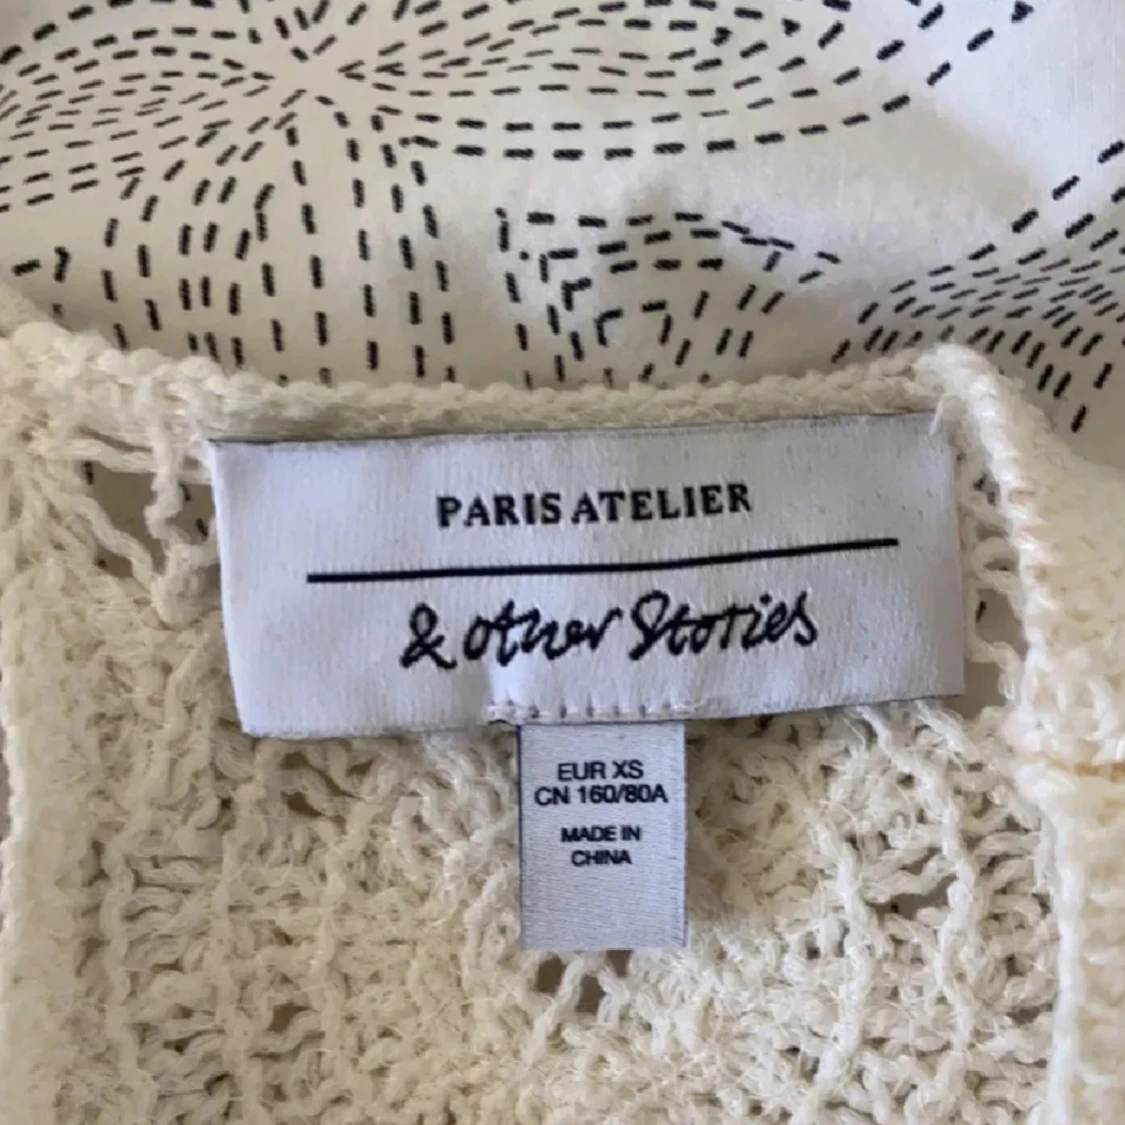 PARIS ATELIER
& other Stories
EUR XS
CN 160/80A
MADE IN
CHINA